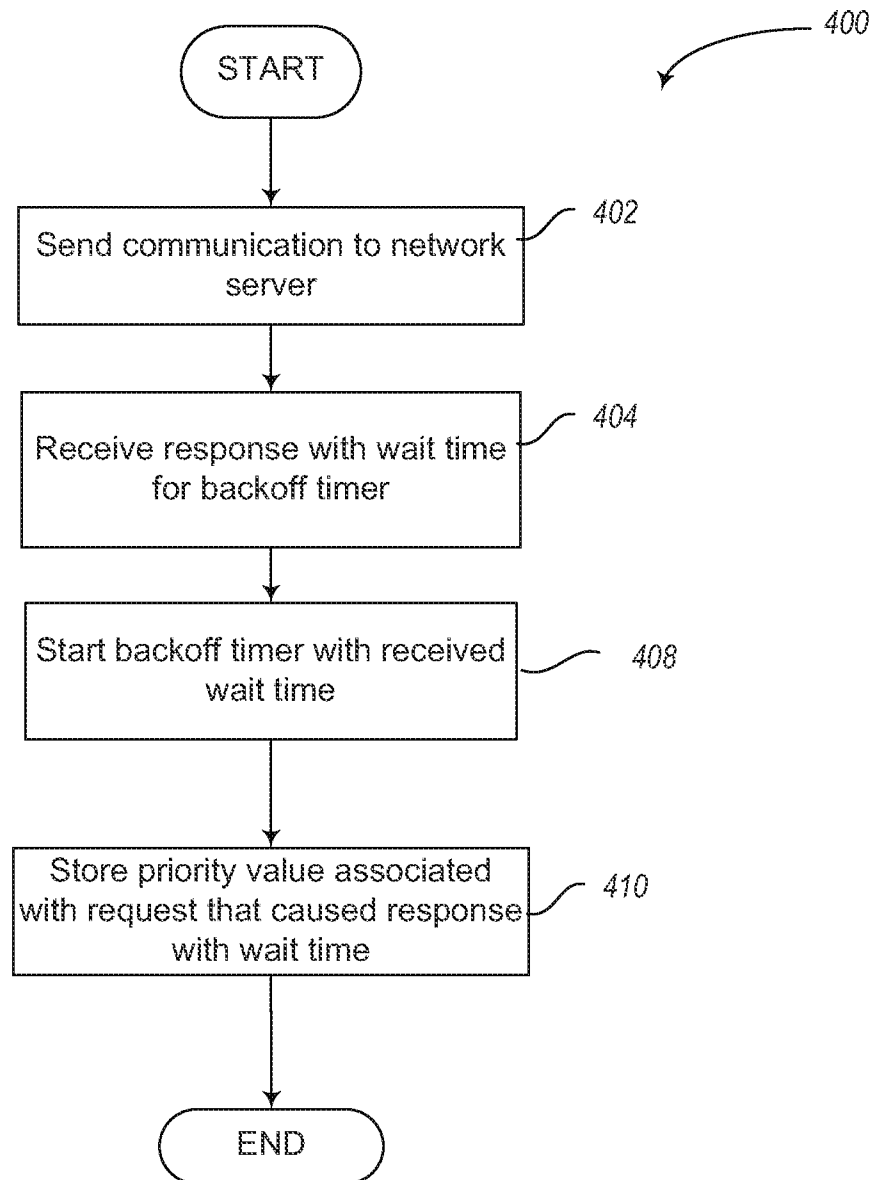 400
START
402
Send communication to network
server
404
Receive response with wait time
for backoff timer
Start backoff timer with received
wait time
408
Store priority value associated
with request that caused response
with wait time
410
END